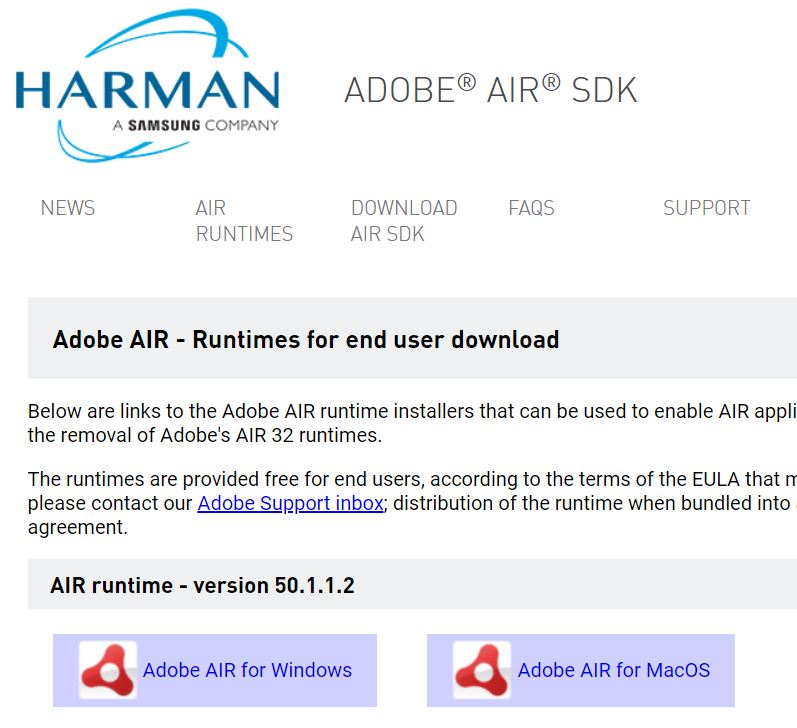 HARMAN
A SAMSUNG COMPANY
ADOBE® AIR® SDK
NEWS
AIR
RUNTIMES
DOWNLOAD
AIR SDK
FAQS
SUPPORT
Adobe AIR - Runtimes for end user download
Below are links to the Adobe AIR runtime installers that can be used to enable AIR appli
the removal of Adobe's AIR 32 runtimes.
The runtimes are provided free for end users, according to the terms of the EULA that m
please contact our Adobe Support inbox; distribution of the runtime when bundled into
agreement.
AIR runtime - version 50.1.1.2
Adobe AIR for Windows
Adobe AIR for MacOS